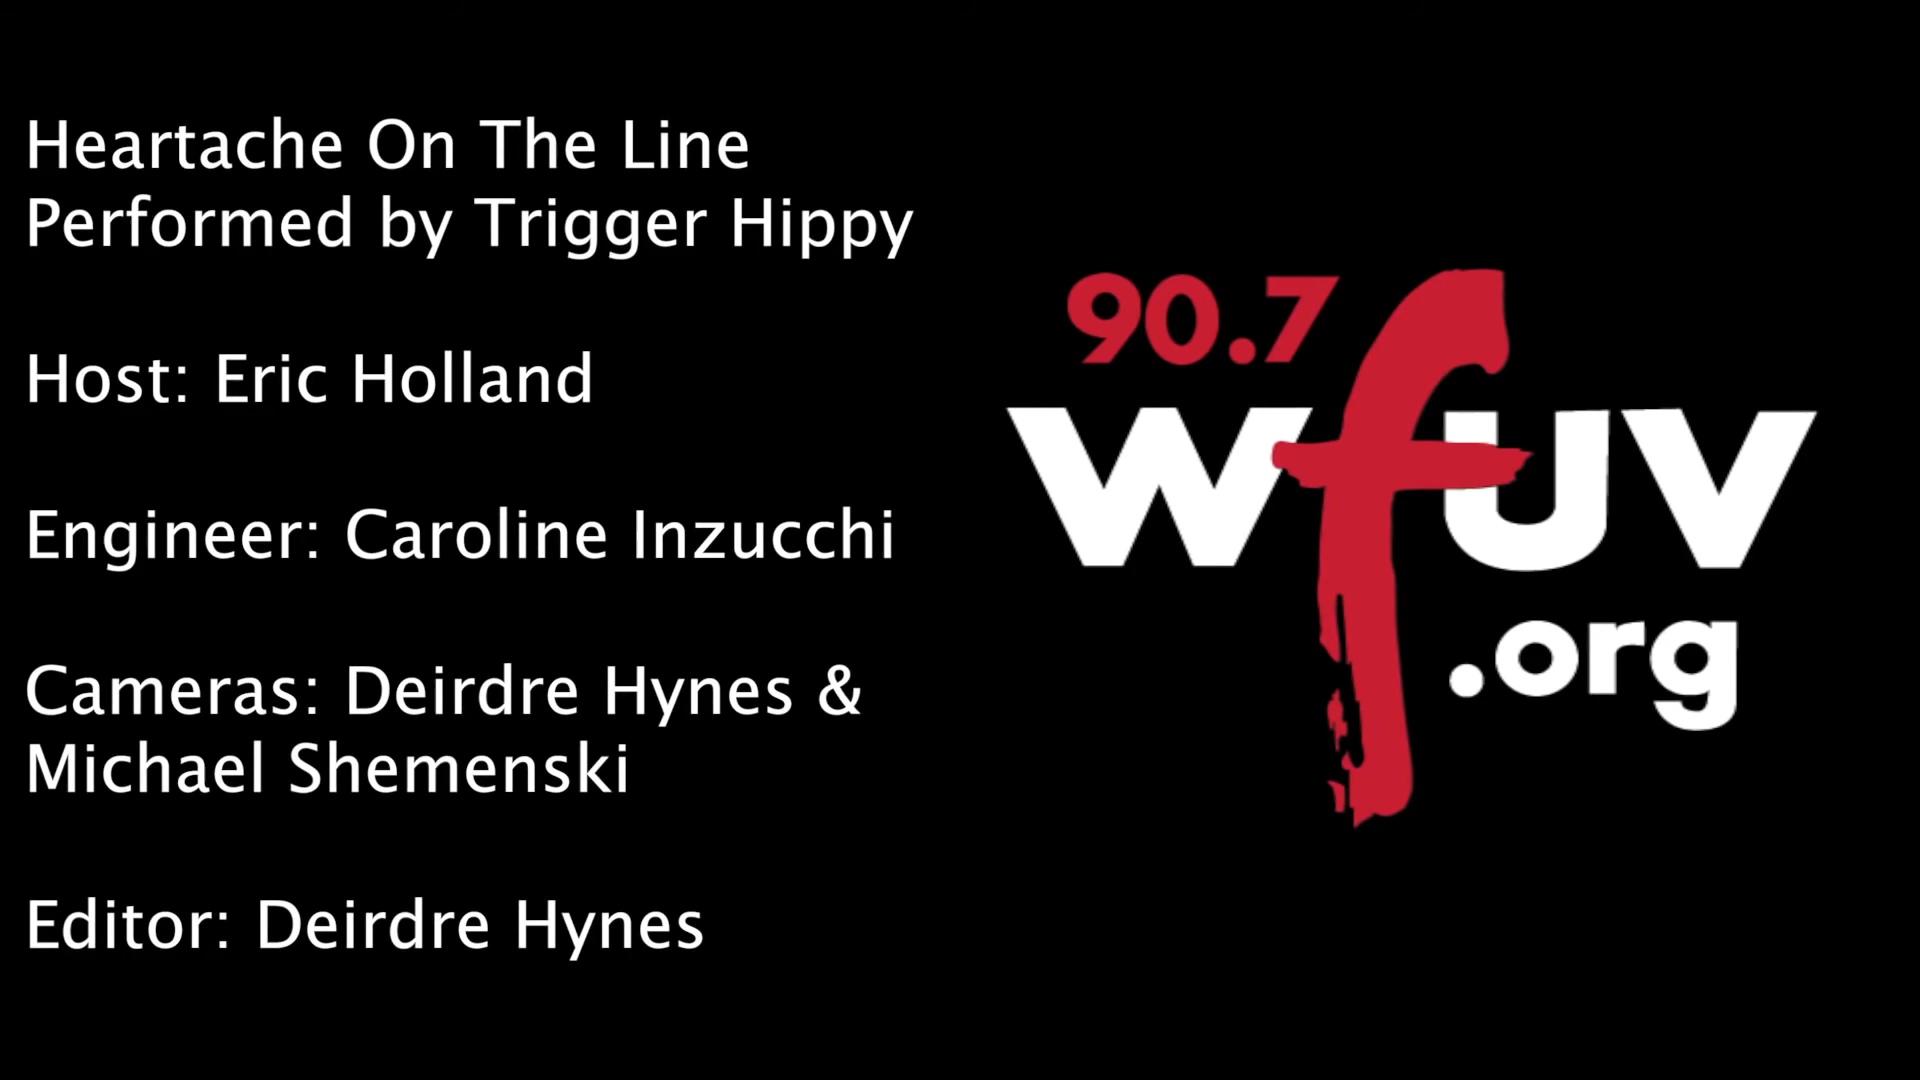 Heartache On The Line
Performed by Trigger Hippy
Host: Eric Holland
Engineer: Caroline Inzucchi
Cameras: Deirdre Hynes &
Michael Shemenski
Editor: Deirdre Hynes
90.7
wfuv
.org